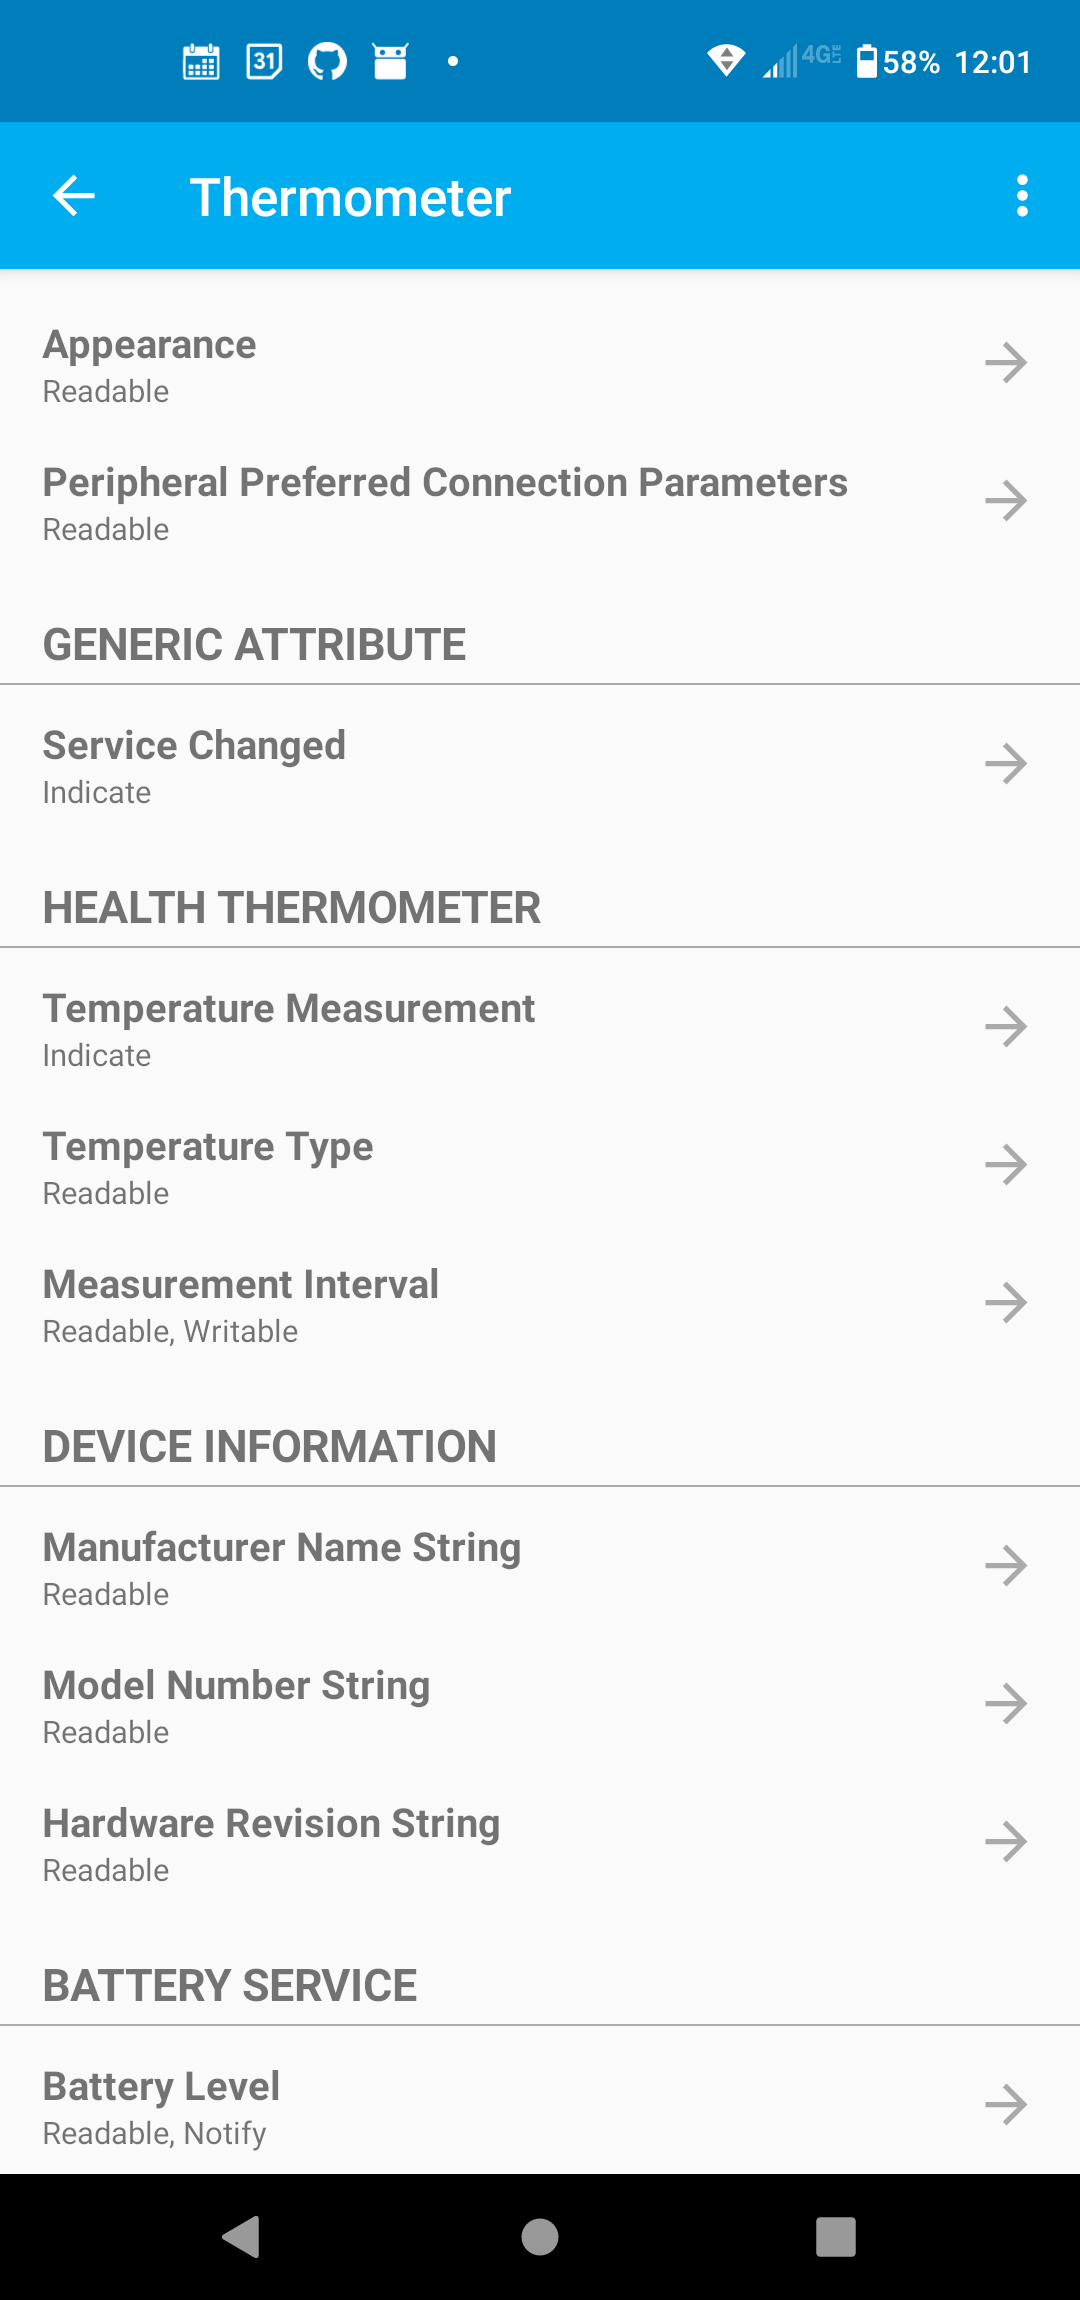 31
4G LTE 58% 12:01
Thermometer
Appearance
Readable
Peripheral Preferred Connection Parameters
Readable
GENERIC ATTRIBUTE
Service Changed
Indicate
HEALTH THERMOMETER
Temperature Measurement
Indicate
Temperature Type
Readable
Measurement Interval
Readable, Writable
DEVICE INFORMATION
Manufacturer Name String
Readable
Model Number String
Readable
Hardware Revision String
Readable
BATTERY SERVICE
Battery Level
Readable, Notify